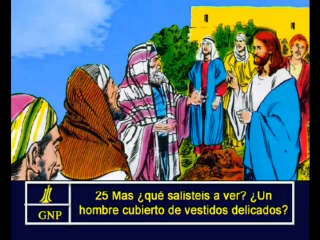 25 Mas ¿qué salisteis a ver? ¿Un
hombre cubierto de vestidos delicados?
GNP